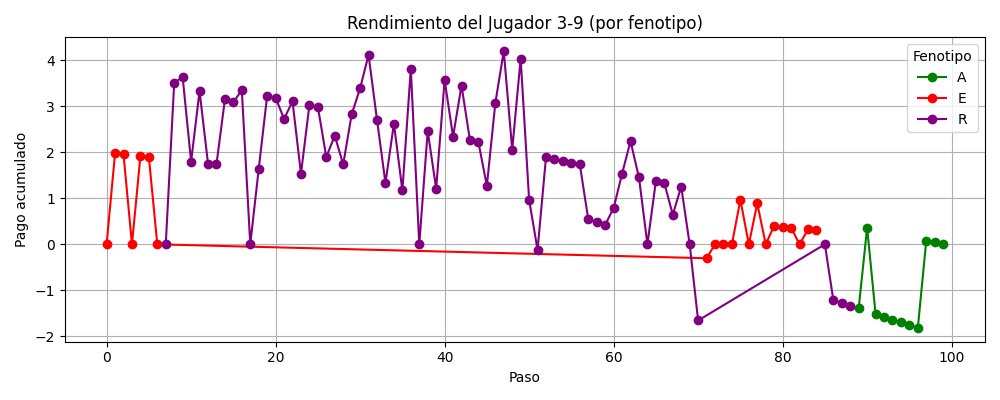 Rendimiento del Jugador 3-9 (por fenotipo)
Pago acumulado
4
3
2
1
0
−1
−2
Fenotipo
A
E
R
0
20
40
60
80
100
Paso